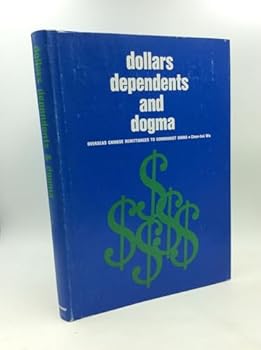 dollars
dependents
and
dogma
OVERSEAS CHINESE REMITTANCES TO COMMUNIST CHINA • Chun-hsi Wu
dollars dependents & dogma